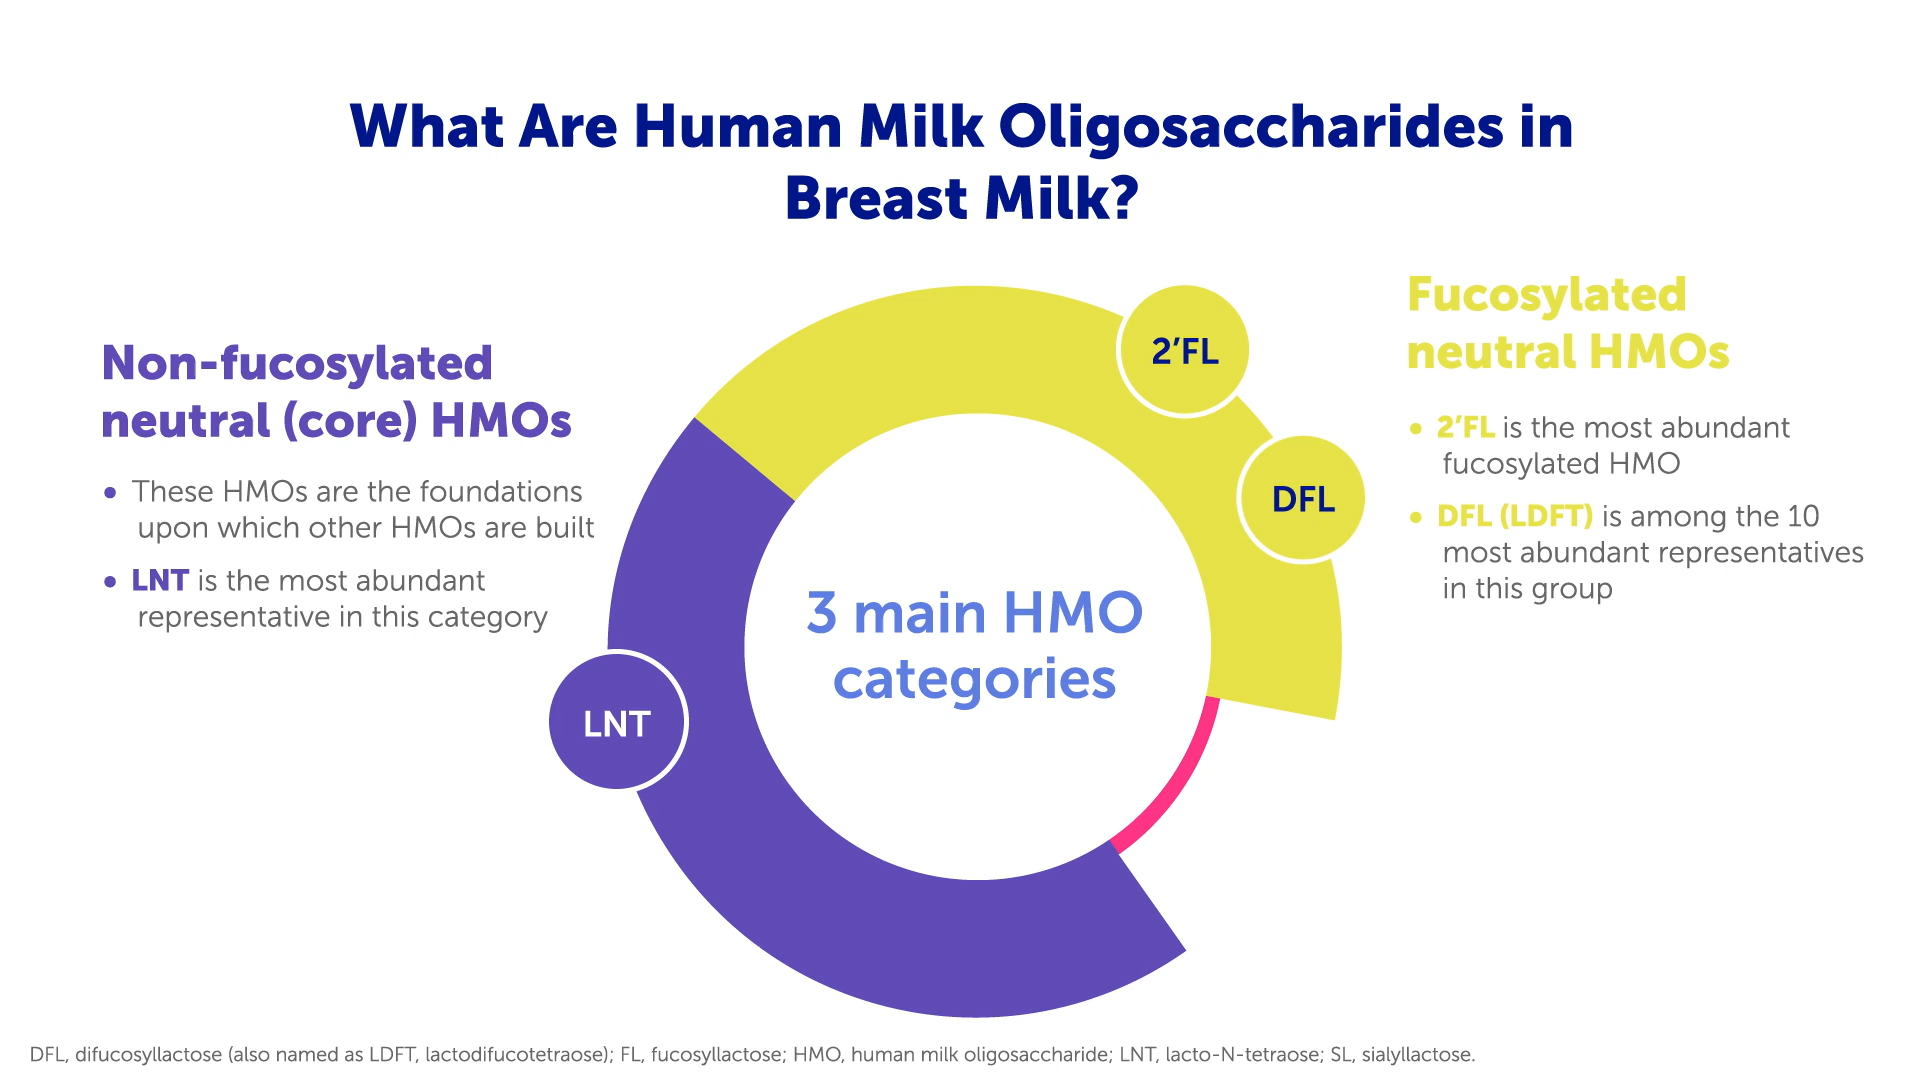 What Are Human Milk Oligosaccharides in
Breast Milk?
Non-fucosylated
neutral (core) HMOs
• These HMOs are the foundations
upon which other HMOs are built
• LNT is the most abundant
representative in this category
LNT
3 main HMO
categories
2’FL
DFL
Fucosylated
neutral HMOs
• 2’FL is the most abundant
fucosylated HMO
• DFL (LDFT) is among the 10
most abundant representatives
in this group
DFL, difucosyllactose (also named as LDFT, lactodifucotetraose); FL, fucosyllactose; HMO, human milk oligosaccharide; LNT, lacto-N-tetraose; SL, sialyllactose.